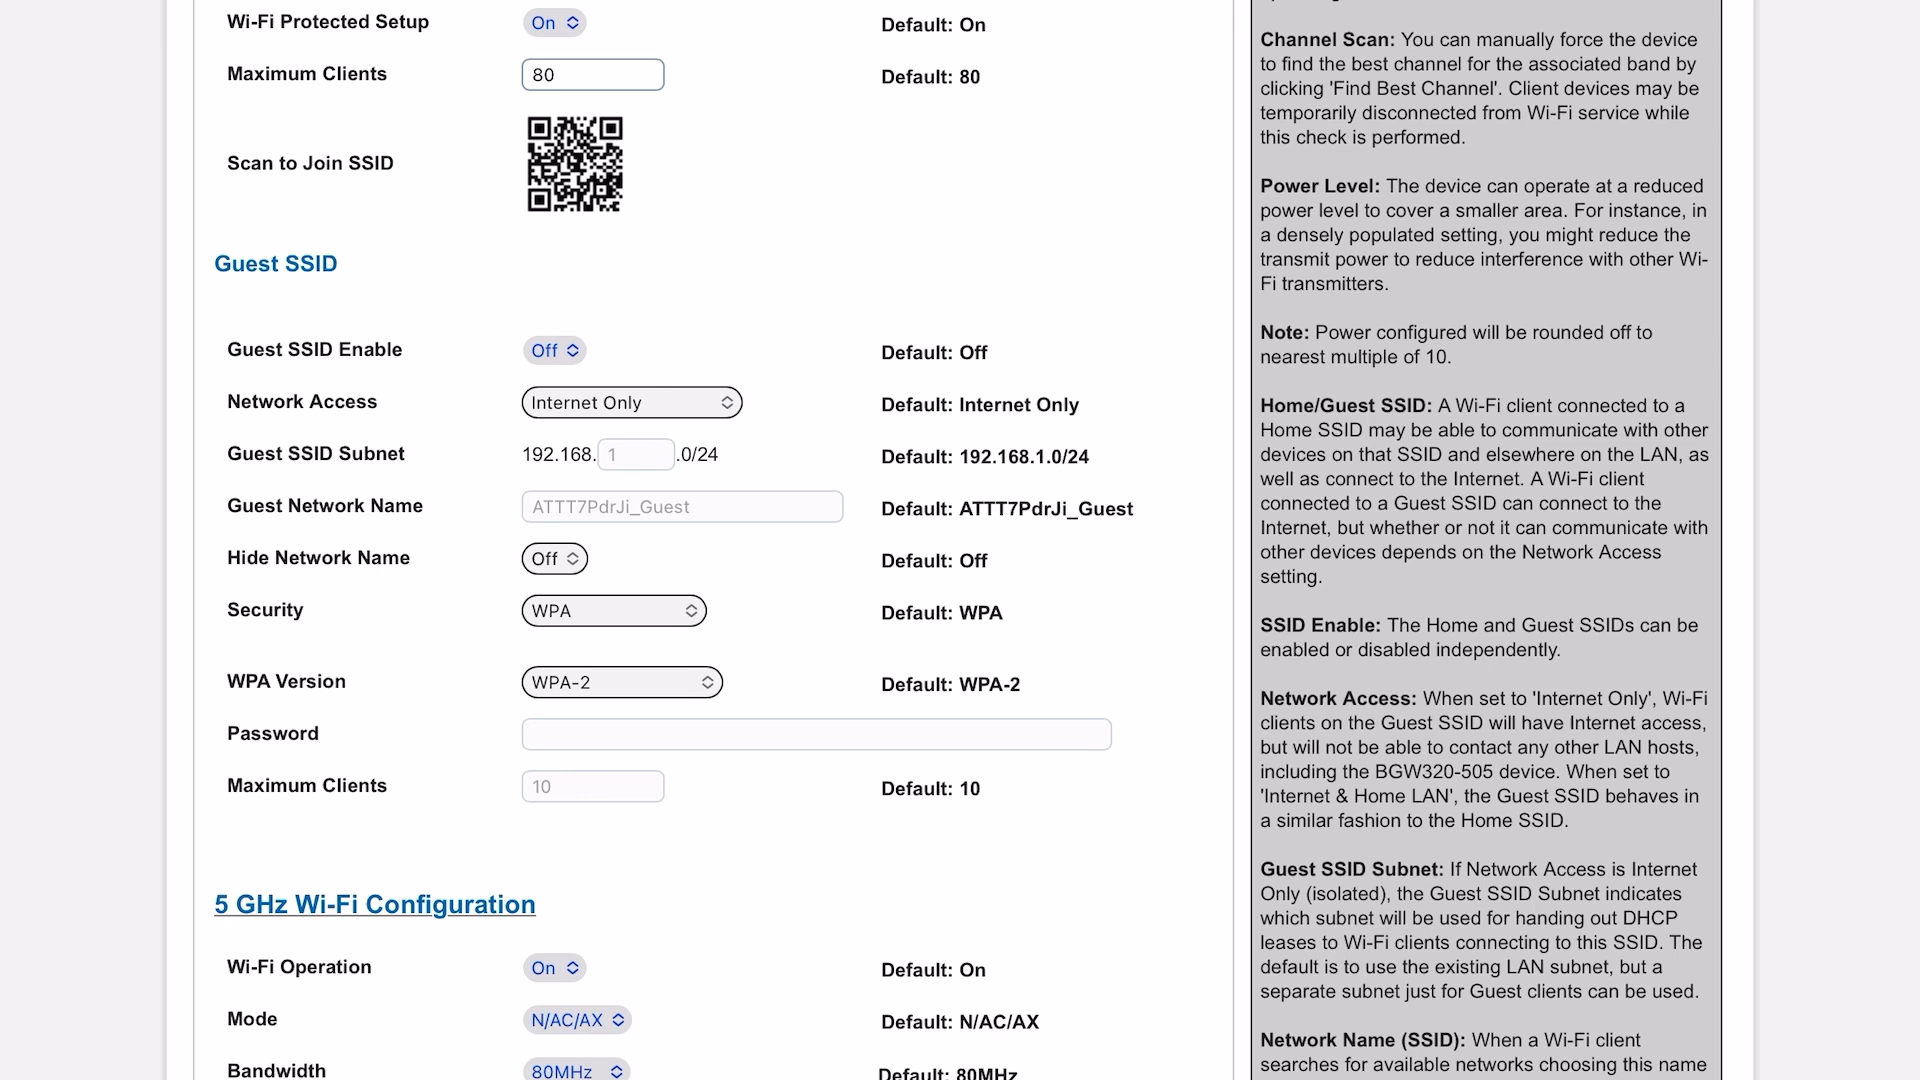 Wi-Fi Protected Setup On Default: On
Maximum Clients 80 Default: 80
Scan to Join SSID
Guest SSID
Guest SSID Enable Off Default: Off
Network Access Internet Only Default: Internet Only
Guest SSID Subnet 192.168. 1 .0/24 Default: 192.168.1.0/24
Guest Network Name ATTT7PdrJi_Guest Default: ATTT7PdrJi_Guest
Hide Network Name Off Default: Off
Security WPA Default: WPA
WPA Version WPA-2 Default: WPA-2
Password
Maximum Clients 10 Default: 10
5 GHz Wi-Fi Configuration
Wi-Fi Operation On Default: On
Mode N/AC/AX Default: N/AC/AX
Bandwidth 80MHz Default: 80MHz
Channel Scan: You can manually force the device
to find the best channel for the associated band by
clicking 'Find Best Channel'. Client devices may be
temporarily disconnected from Wi-Fi service while
this check is performed.
Power Level: The device can operate at a reduced
power level to cover a smaller area. For instance, in
a densely populated setting, you might reduce the
transmit power to reduce interference with other Wi-
Fi transmitters.
Note: Power configured will be rounded off to
nearest multiple of 10.
Home/Guest SSID: A Wi-Fi client connected to a
Home SSID may be able to communicate with other
devices on that SSID and elsewhere on the LAN, as
well as connect to the Internet. A Wi-Fi client
connected to a Guest SSID can connect to the
Internet, but whether or not it can communicate with
other devices depends on the Network Access
setting.
SSID Enable: The Home and Guest SSIDs can be
enabled or disabled independently.
Network Access: When set to 'Internet Only', Wi-Fi
clients on the Guest SSID will have Internet access,
but will not be able to contact any other LAN hosts,
including the BGW320-505 device. When set to
'Internet & Home LAN', the Guest SSID behaves in
a similar fashion to the Home SSID.
Guest SSID Subnet: If Network Access is Internet
Only (isolated), the Guest SSID Subnet indicates
which subnet will be used for handing out DHCP
leases to Wi-Fi clients connecting to this SSID. The
default is to use the existing LAN subnet, but a
separate subnet just for Guest clients can be used.
Network Name (SSID): When a Wi-Fi client
searches for available networks choosing this name